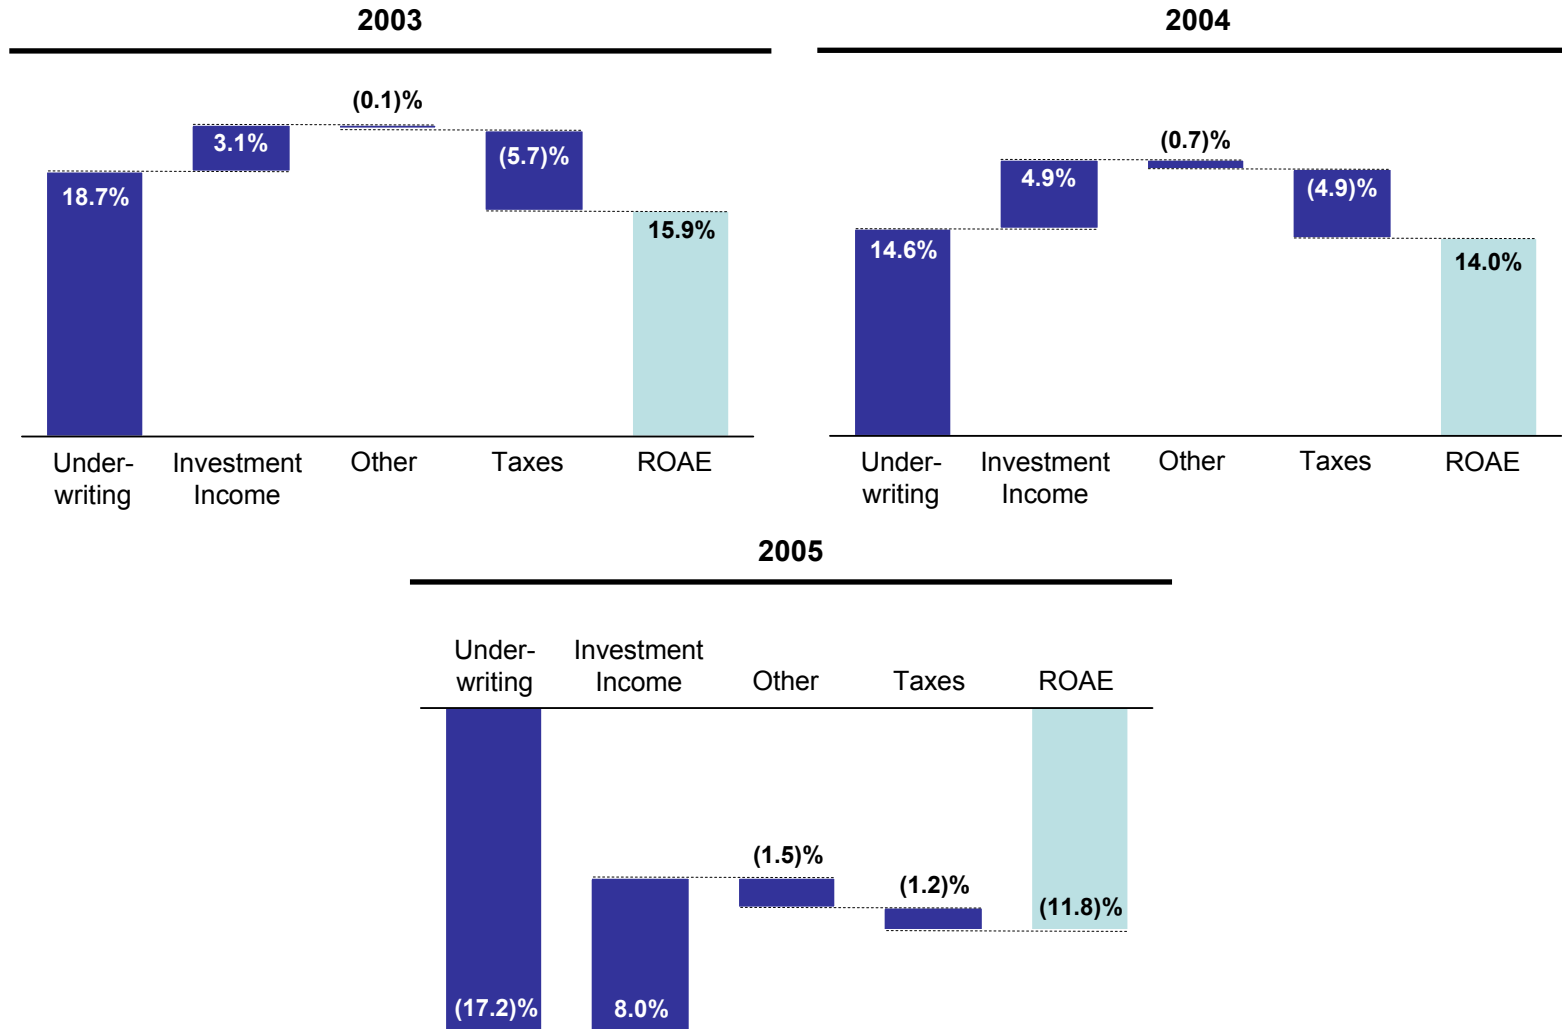 2003
(0.1)%
3.1%
(5.7)%
18.7%
15.9%
Under-
writing
Investment
Income
Other
Taxes
ROAE
2004
(0.7)%
4.9%
(4.9)%
14.6%
14.0%
Under-
writing
Investment
Income
Other
Taxes
ROAE
2005
Under-
writing
Investment
Income
Other
Taxes
ROAE
(1.5)%
(1.2)%
(11.8)%
(17.2)%
8.0%